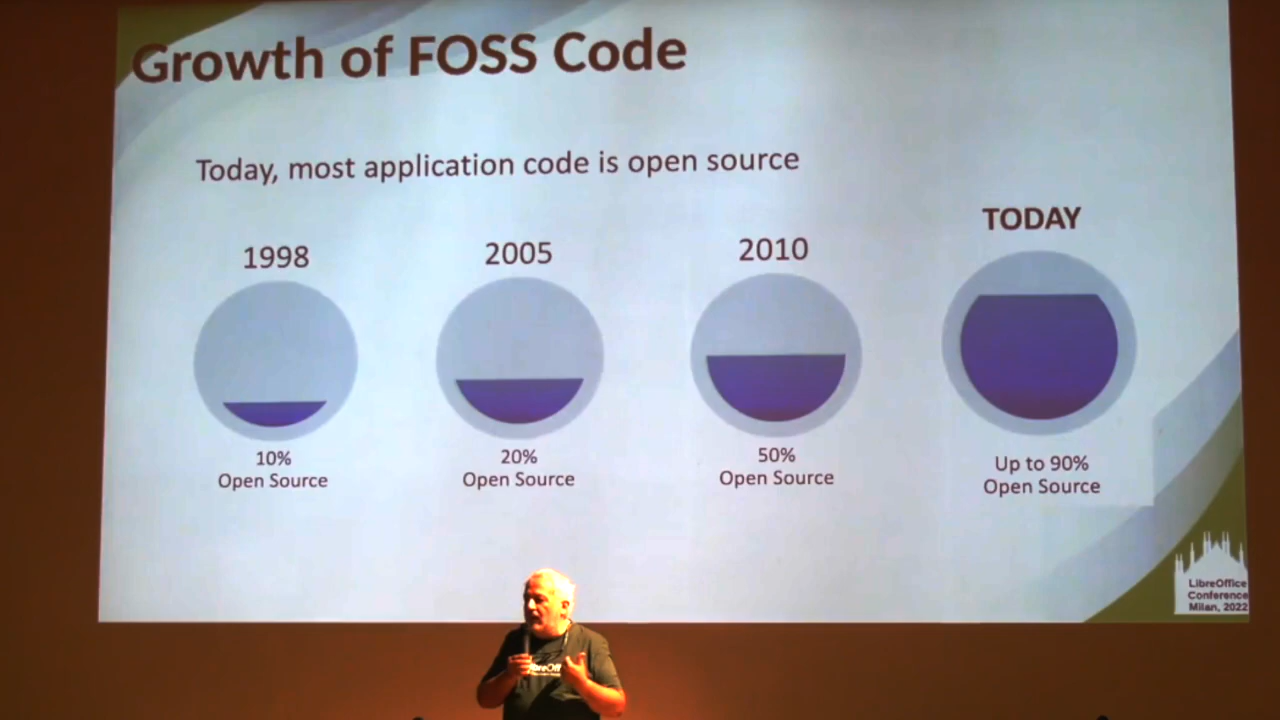 Growth of FOSS Code
Today, most application code is open source
1998
2005
2010
TODAY
10%
Open Source
20%
Open Source
50%
Open Source
Up to 90%
Open Source
LibreOffice
Conference
Milan, 2022